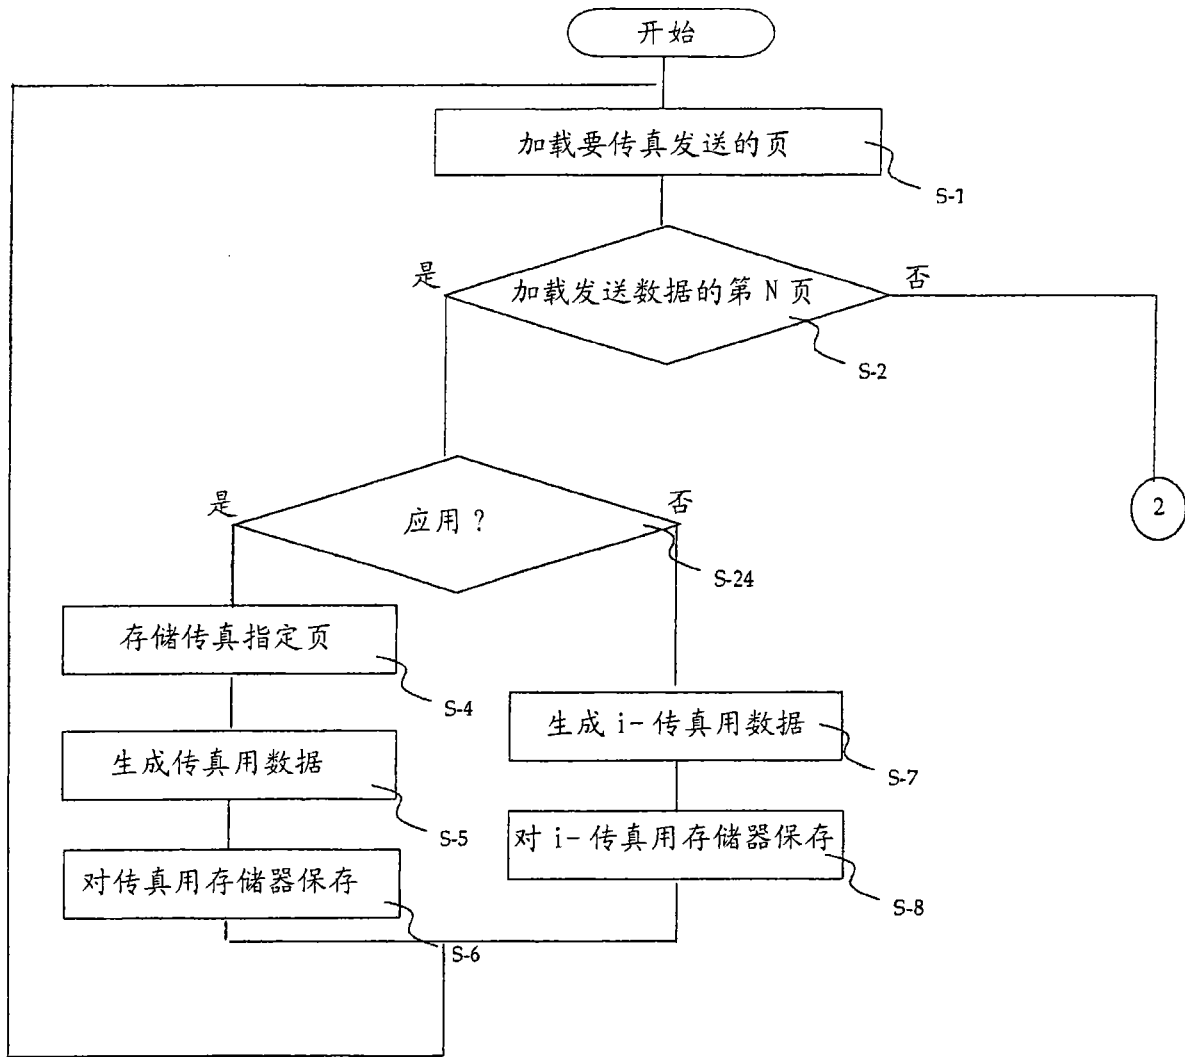 开始
加载要传真发送的页
S-1
是
加载发送数据的第 N 页
否
S-2
是
应用？
否
2
S-24
存储传真指定页
S-4
生成 i-传真用数据
S-7
生成传真用数据
S-5
对 i-传真用存储器保存
S-8
对传真用存储器保存
S-6